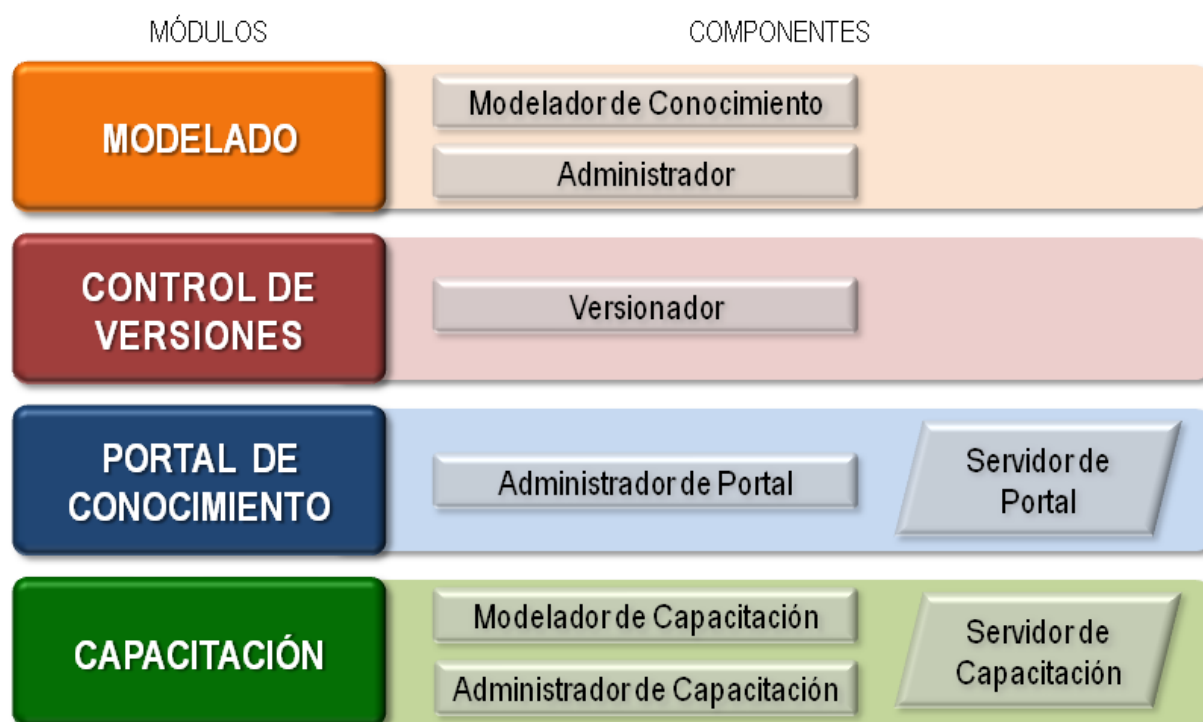 MÓDULOS
COMPONENTES
MODELADO
Modelador de Conocimiento
Administrador
CONTROL DE
VERSIONES
Versionador
PORTAL DE
CONOCIMIENTO
Administrador de Portal
Servidor de
Portal
CAPACITACIÓN
Modelador de Capacitación
Administrador de Capacitación
Servidor de
Capacitación